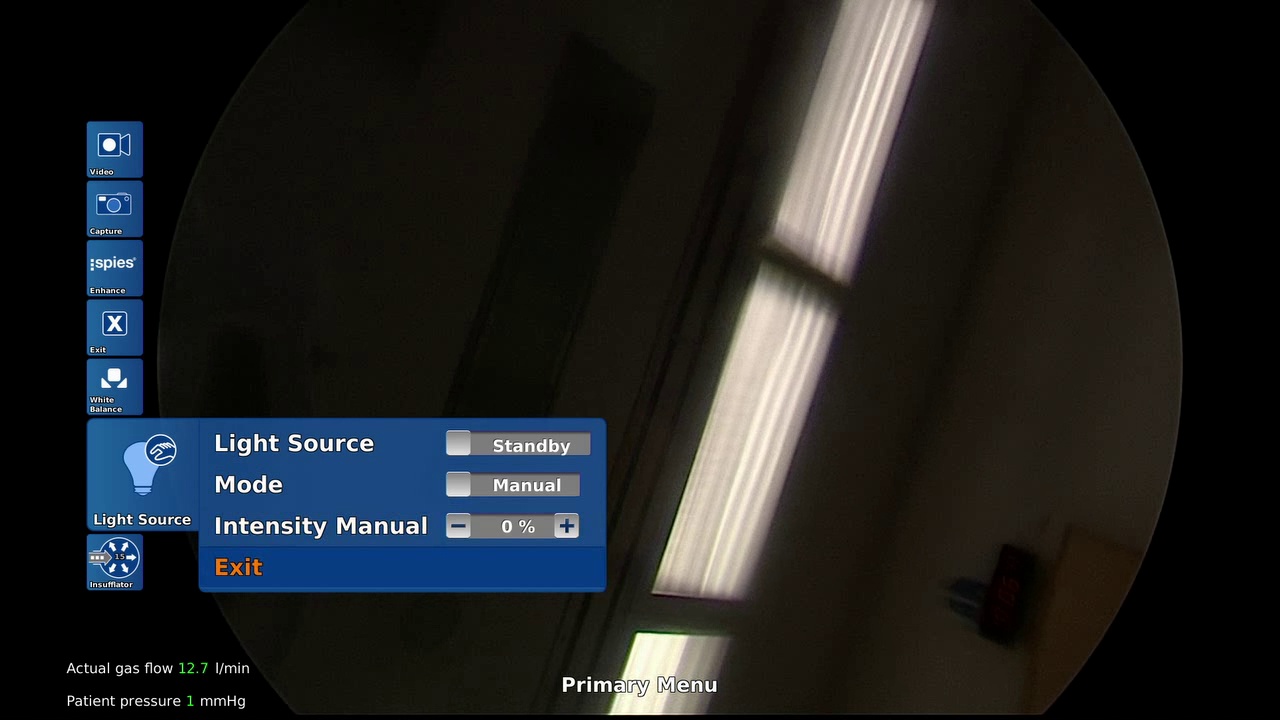 Video
Capture
:spies®
Enhance
X
Exit
White
Balance
Light Source
Light Source Standby
Mode Manual
Intensity Manual − 0 % +
Exit
15
Insufflator
Actual gas flow 12.7 l/min
Patient pressure 1 mmHg
Primary Menu